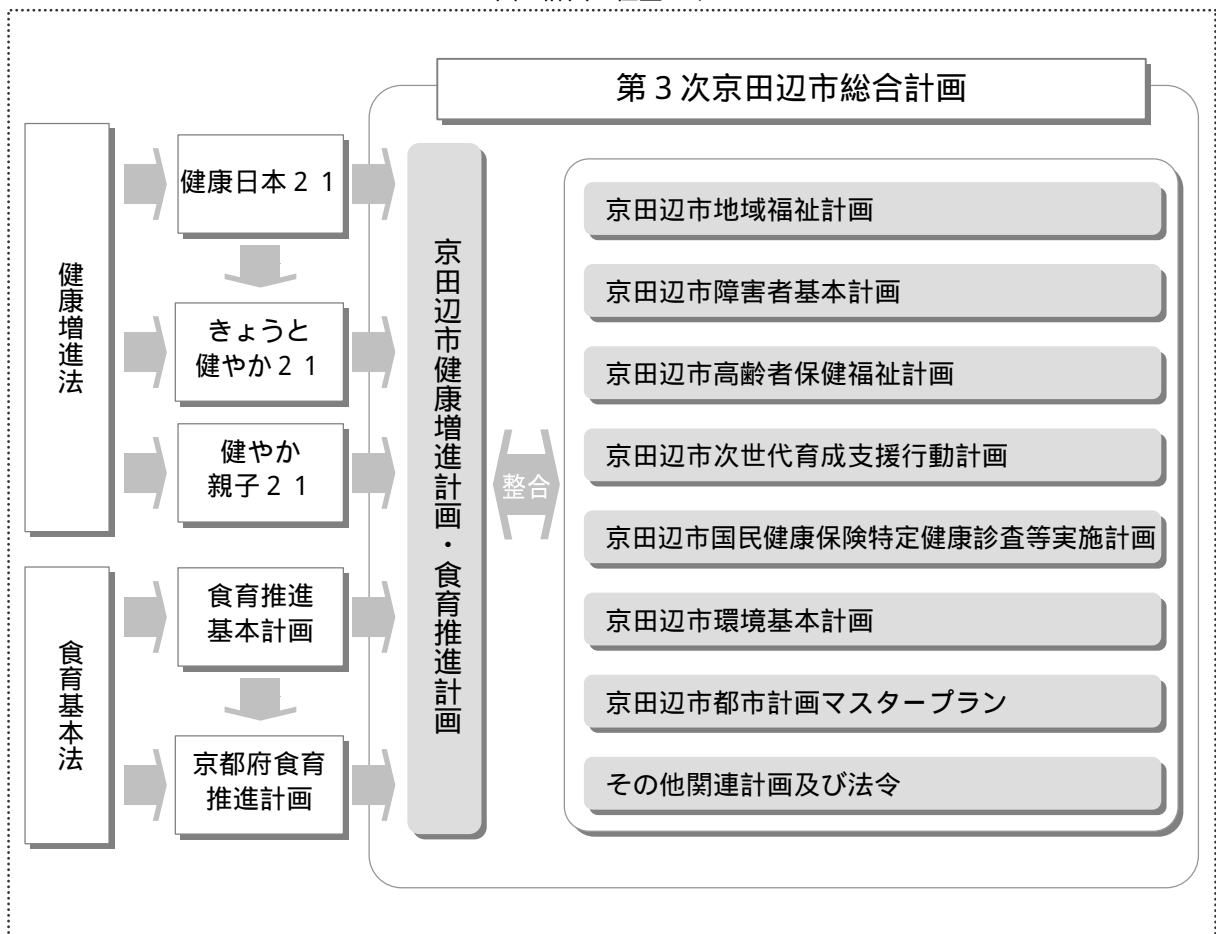 第３次京田辺市総合計画
健康増進法
健康日本２１
きょうと
健やか２１
健やか
親子２１
食育基本法
食育推進
基本計画
京都府食育
推進計画
京田辺市健康増進計画・食育推進計画
整合
京田辺市地域福祉計画
京田辺市障害者基本計画
京田辺市高齢者保健福祉計画
京田辺市次世代育成支援行動計画
京田辺市国民健康保険特定健康診査等実施計画
京田辺市環境基本計画
京田辺市都市計画マスタープラン
その他関連計画及び法令